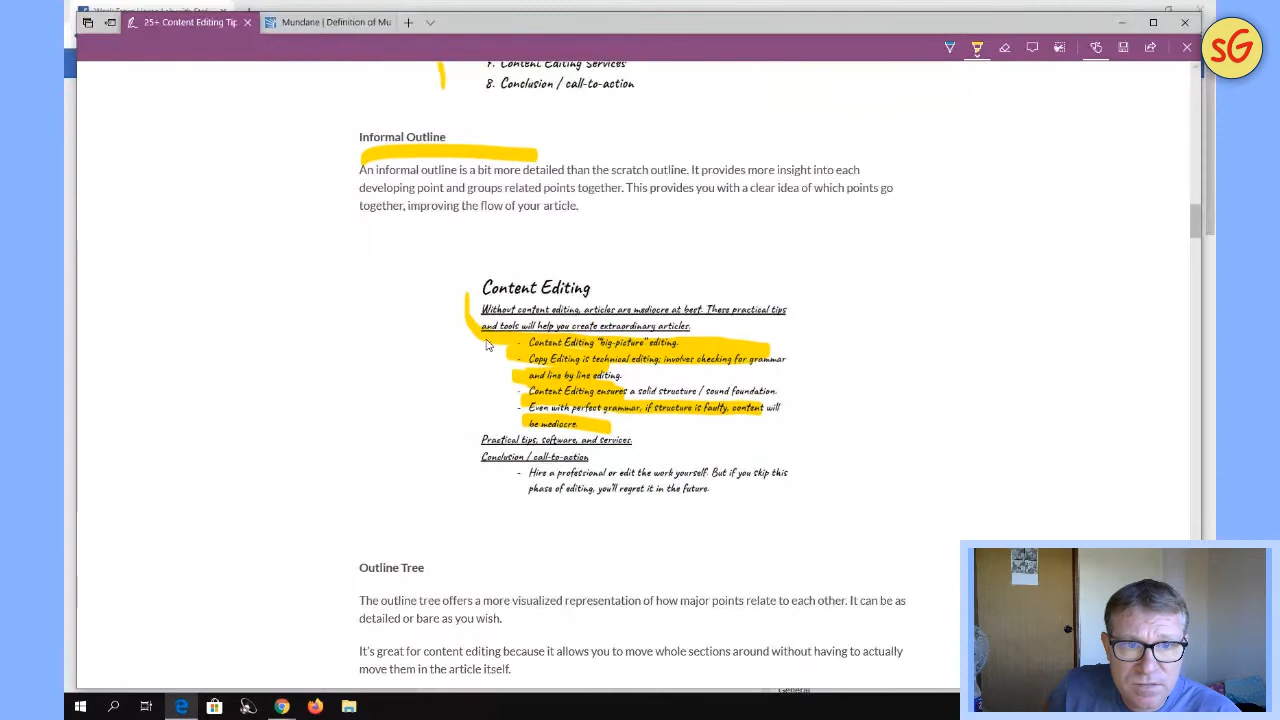 25+ Content Editing Tip
Mundane | Definition of Mu
SG
7. Content Editing Services
8. Conclusion / call-to-action
Informal Outline
An informal outline is a bit more detailed than the scratch outline. It provides more insight into each
developing point and groups related points together. This provides you with a clear idea of which points go
together, improving the flow of your article.
Content Editing
Without content editing, articles are mediocre at best. These practical tips
and tools will help you create extraordinary articles.
- Content Editing "big-picture" editing.
- Copy Editing is technical editing; involves checking for grammar
and line by line editing.
- Content Editing ensures a solid structure / sound foundation.
- Even with perfect grammar, if structure is faulty, content will
be mediocre.
Practical tips, software, and services.
Conclusion / call-to-action
- Hire a professional or edit the work yourself. But if you skip this
phase of editing, you'll regret it in the future.
Outline Tree
The outline tree offers a more visualized representation of how major points relate to each other. It can be as
detailed or bare as you wish.
It's great for content editing because it allows you to move whole sections around without having to actually
move them in the article itself.
General